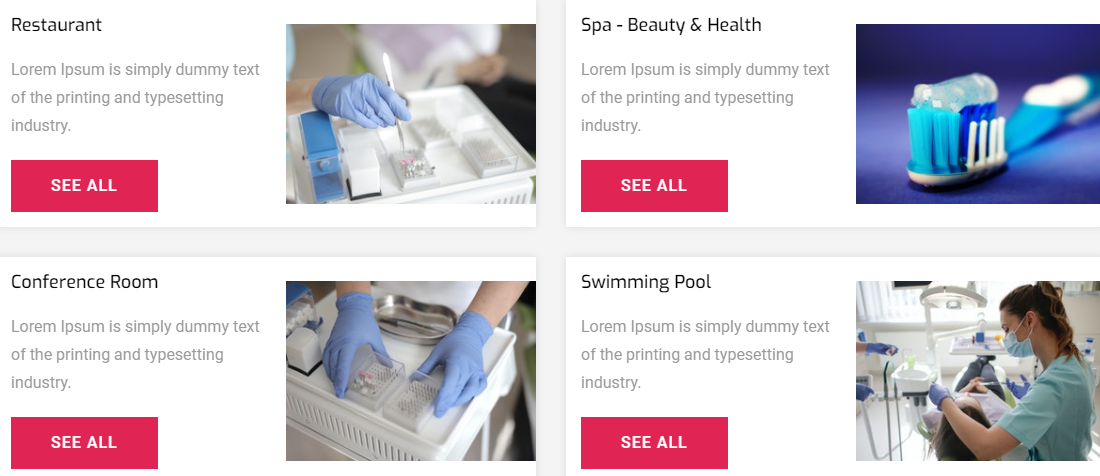 Restaurant
Lorem Ipsum is simply dummy text
of the printing and typesetting
industry.
SEE ALL
Spa - Beauty & Health
Lorem Ipsum is simply dummy text
of the printing and typesetting
industry.
SEE ALL
Conference Room
Lorem Ipsum is simply dummy text
of the printing and typesetting
industry.
SEE ALL
Swimming Pool
Lorem Ipsum is simply dummy text
of the printing and typesetting
industry.
SEE ALL